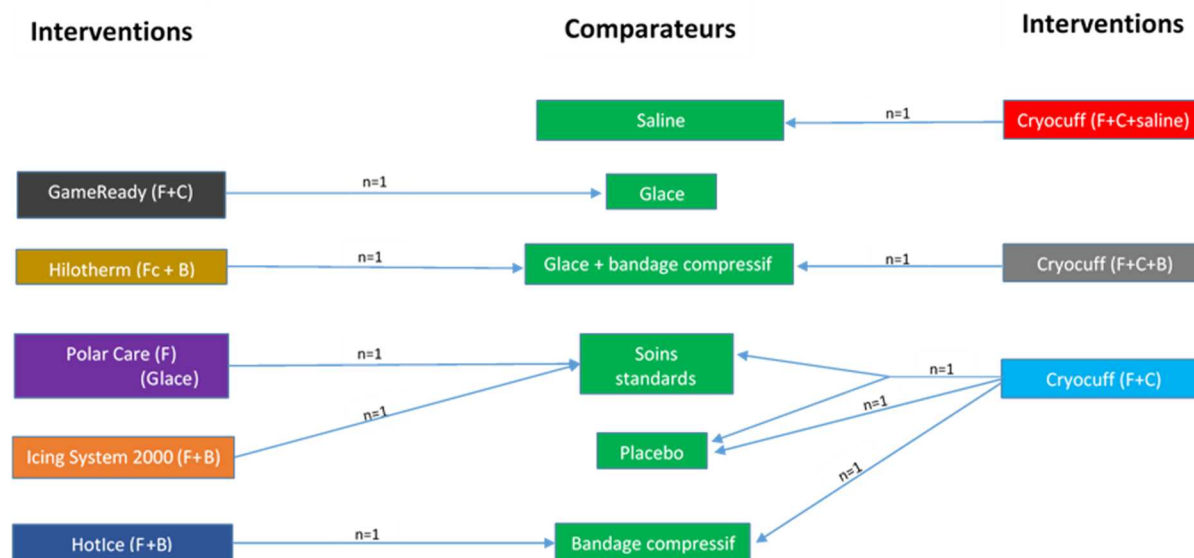 Interventions
Comparateurs
Interventions
Saline
n=1
Cryocuff (F+C+saline)
GameReady (F+C)
n=1
Glace
Hilotherm (Fc + B)
n=1
Glace + bandage compressif
n=1
Cryocuff (F+C+B)
Polar Care (F)
(Glace)
n=1
Soins
standards
n=1
Cryocuff (F+C)
n=1
n=1
Icing System 2000 (F+B)
Placebo
n=1
HotIce (F+B)
n=1
Bandage compressif